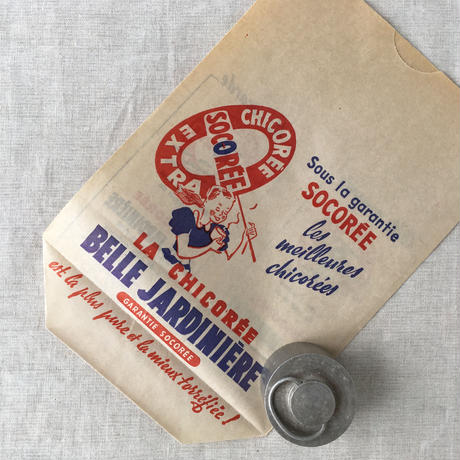 CHICORÉE
SOCORÉE
EXTRA
Sous la garantie
SOCORÉE
les
meilleures
chicorées
LA CHICORÉE
BELLE JARDINIÈRE
GARANTIE SOCORÉE
est la plus pure et la mieux torréfiée !